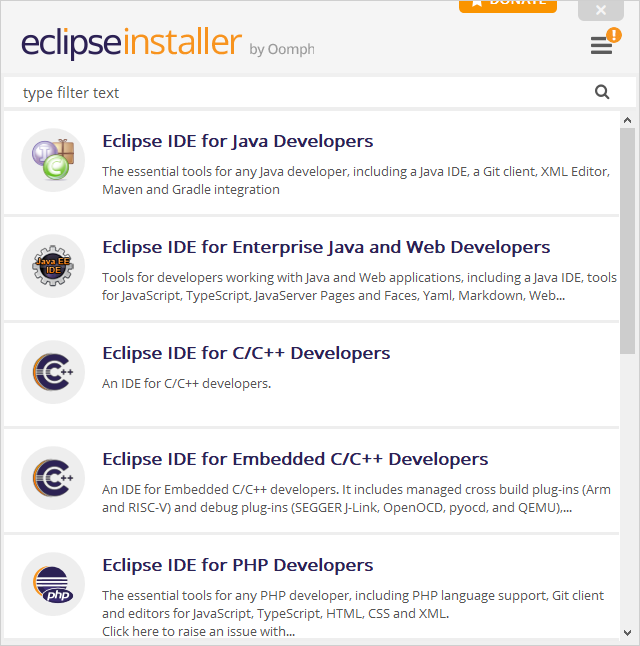 DONATE
eclipseinstaller by Oomph
type filter text
Eclipse IDE for Java Developers
The essential tools for any Java developer, including a Java IDE, a Git client, XML Editor,
Maven and Gradle integration
Java EE
IDE
Eclipse IDE for Enterprise Java and Web Developers
Tools for developers working with Java and Web applications, including a Java IDE, tools
for JavaScript, TypeScript, JavaServer Pages and Faces, Yaml, Markdown, Web...
C++
Eclipse IDE for C/C++ Developers
An IDE for C/C++ developers.
C++
Eclipse IDE for Embedded C/C++ Developers
An IDE for Embedded C/C++ developers. It includes managed cross build plug-ins (Arm
and RISC-V) and debug plug-ins (SEGGER J-Link, OpenOCD, pyocd, and QEMU),...
php
Eclipse IDE for PHP Developers
The essential tools for any PHP developer, including PHP language support, Git client
and editors for JavaScript, TypeScript, HTML, CSS and XML.
Click here to raise an issue with...